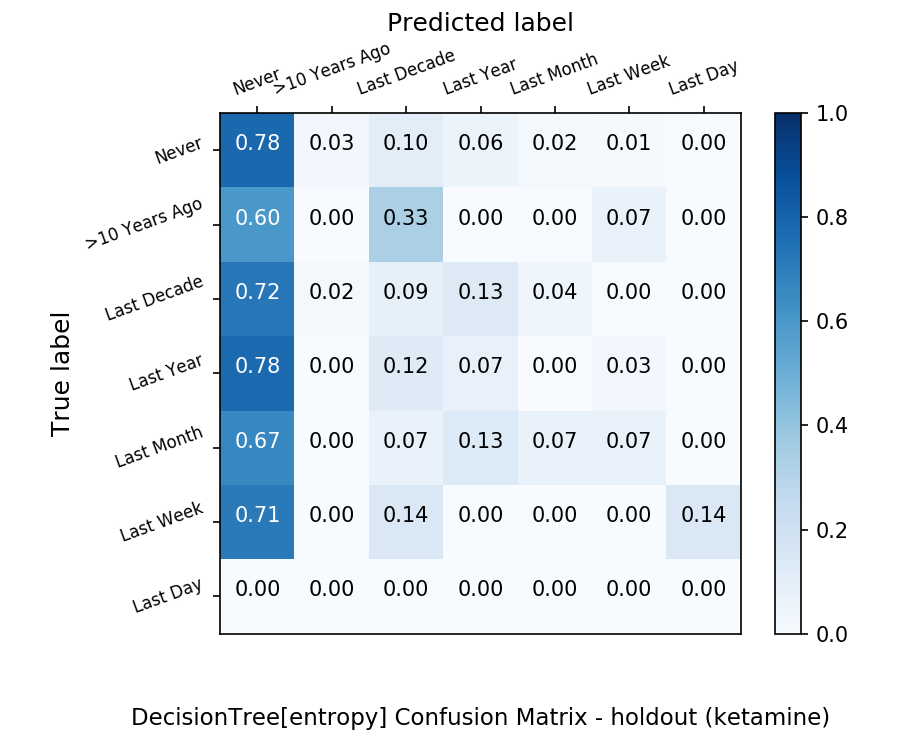 Predicted label
Never >10 Years Ago Last Decade Last Year Last Month Last Week Last Day
True label
Never 0.78 0.03 0.10 0.06 0.02 0.01 0.00
>10 Years Ago 0.60 0.00 0.33 0.00 0.00 0.07 0.00
Last Decade 0.72 0.02 0.09 0.13 0.04 0.00 0.00
Last Year 0.78 0.00 0.12 0.07 0.00 0.03 0.00
Last Month 0.67 0.00 0.07 0.13 0.07 0.07 0.00
Last Week 0.71 0.00 0.14 0.00 0.00 0.00 0.14
Last Day 0.00 0.00 0.00 0.00 0.00 0.00 0.00
1.0
0.8
0.6
0.4
0.2
0.0
DecisionTree[entropy] Confusion Matrix - holdout (ketamine)